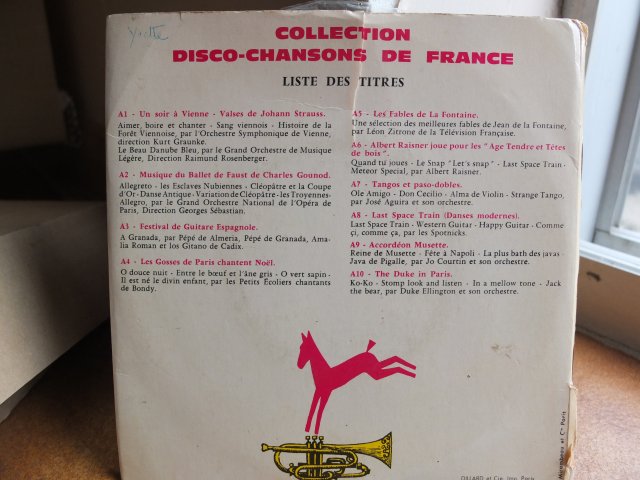 Yvette
COLLECTION
DISCO-CHANSONS DE FRANCE
LISTE DES TITRES
A1 - Un soir à Vienne - Valses de Johann Strauss.
Aimer, boire et chanter - Sang viennois - Histoire de la
Forêt Viennoise, par l'Orchestre Symphonique de Vienne,
direction Kurt Graunke.
Le Beau Danube Bleu, par le Grand Orchestre de Musique
Légère, Direction Raimund Rosenberger.
A2 - Musique du Ballet de Faust de Charles Gounod.
Allegreto - les Esclaves Nubiennes - Cléopâtre et la Coupe
d'Or - Danse Antique - Variation de Cléopâtre - les Troyennes-
Allegro, par le Grand Orchestre National de l'Opéra de
Paris, Direction Georges Sébastian.
A3 - Festival de Guitare Espagnole.
A Granada, par Pépé de Almeria, Pépé de Granada, Ama-
lia Roman et los Gitano de Cadix.
A4 - Les Gosses de Paris chantent Noël.
O douce nuit - Entre le bœuf et l'âne gris - O vert sapin -
Il est né le divin enfant, par les Petits Écoliers chantants
de Bondy.
A5 - Les Fables de La Fontaine.
Une sélection des meilleures fables de Jean de la Fontaine,
par Léon Zitrone de la Télévision Française.
A6 - Albert Raisner joue pour les "Age Tendre et Têtes
de bois".
Quand tu joues - Le Snap "Let's snap" - Last Space Train -
Meteor Special, par Albert Raisner.
A7 - Tangos et paso-dobles.
Ole Amigo - Don Cecilio - Alma de Violin - Strange Tango,
par José Aguira et son orchestre.
A8 - Last Space Train (Danses modernes).
Last Space Train - Western Guitar - Happy Guitar - Comme
çi, comme ça, par les Spotnicks.
A9 - Accordéon Musette.
Reine de Musette - Fête à Napoli - La plus bath des javas -
Java de Pigalle, par Jo Courtin et son orchestre.
A10 - The Duke in Paris.
Ko-Ko - Stomp look and listen - In a mellow tone - Jack
the bear, par Duke Ellington et son orchestre.
et Cie Paris
DILLARD et Cie. Imp. Paris